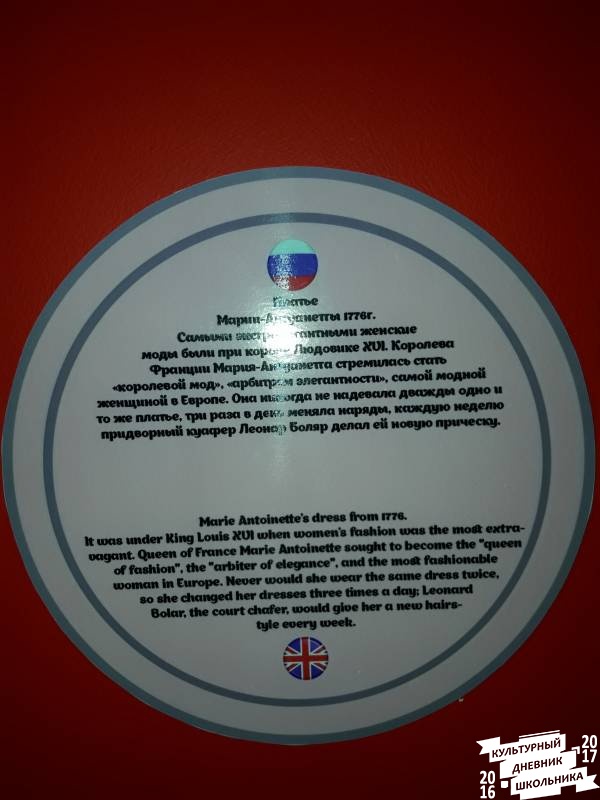 Платье
Марии-Антуанетты 1776г.
Самыми экстравагантными женские
моды были при короле Людовике XVI. Королева
Франции Мария-Антуанетта стремилась стать
«королевой мод», «арбитром элегантности», самой модной
женщиной в Европе. Она никогда не надевала дважды одно и
то же платье, три раза в день меняла наряды, каждую неделю
придворный куафер Леонар Боляр делал ей новую прическу.
Marie Antoinette's dress from 1776.
It was under King Louis XVI when women's fashion was the most extra-
vagant. Queen of France Marie Antoinette sought to become the "queen
of fashion", the "arbiter of elegance", and the most fashionable
woman in Europe. Never would she wear the same dress twice,
so she changed her dresses three times a day; Leonard
Bolar, the court chafer, would give her a new hairs-
tyle every week.
КУЛЬТУРНЫЙ
ДНЕВНИК
ШКОЛЬНИКА
2016
2017